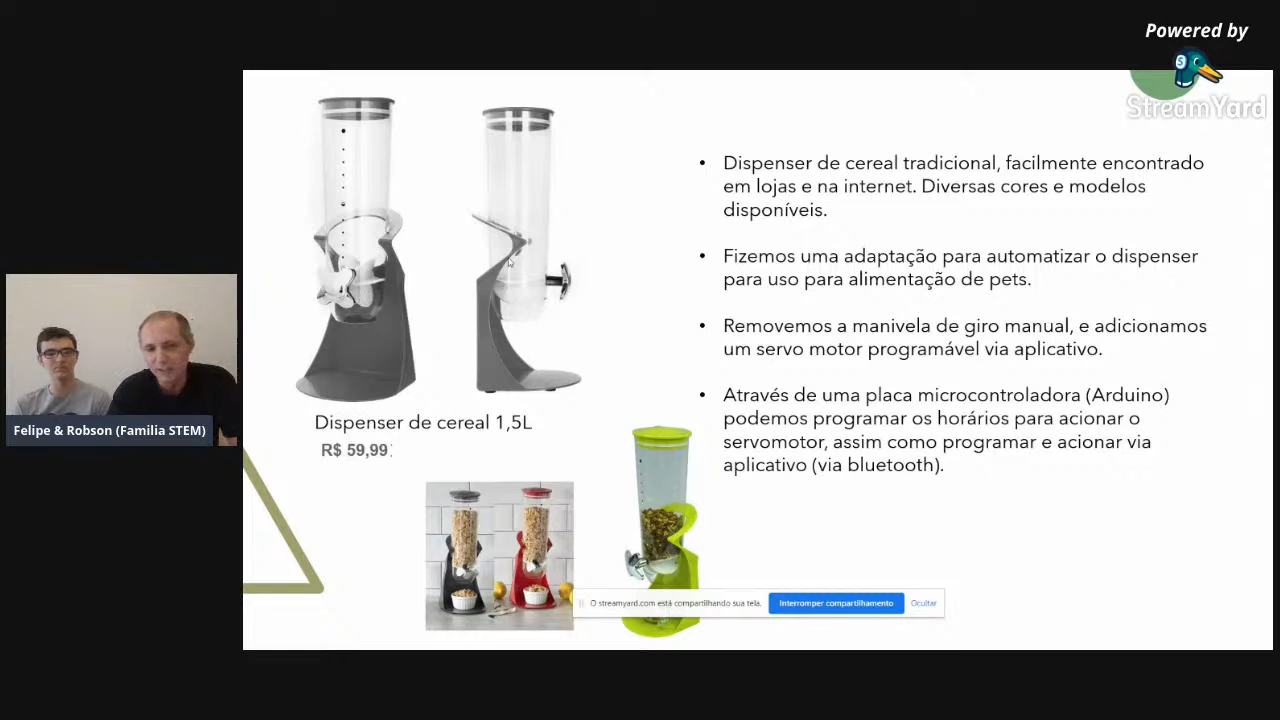 Powered by
StreamYard
• Dispenser de cereal tradicional, facilmente encontrado
em lojas e na internet. Diversas cores e modelos
disponíveis.
• Fizemos uma adaptação para automatizar o dispenser
para uso para alimentação de pets.
• Removemos a manivela de giro manual, e adicionamos
um servo motor programável via aplicativo.
• Através de uma placa microcontroladora (Arduino)
podemos programar os horários para acionar o
servomotor, assim como programar e acionar via
aplicativo (via bluetooth).
Dispenser de cereal 1,5L
R$ 59,99
Felipe & Robson (Familia STEM)
O streamyard.com está compartilhando sua tela.
Interromper compartilhamento
Ocultar